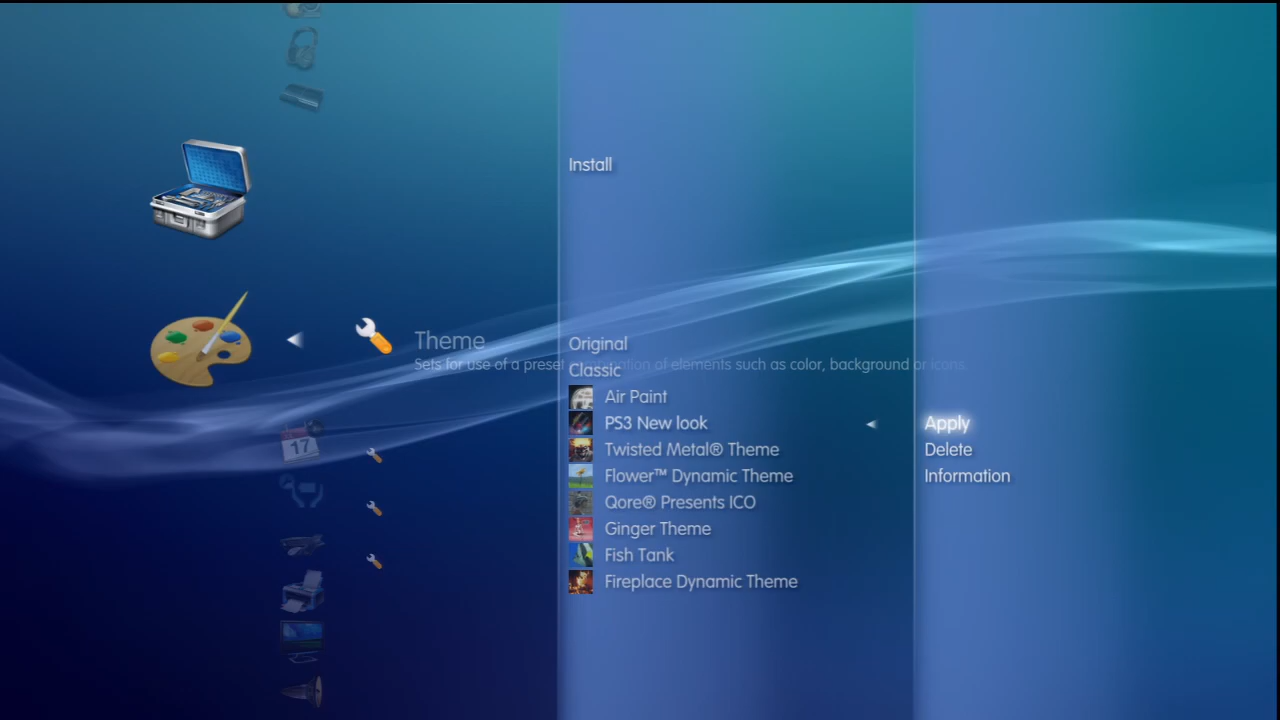 Install
Theme
Original
Sets for use of a preset combination of elements such as color, background or icons.
Classic
Air Paint
PS3 New look
Apply
Twisted Metal® Theme
Delete
Flower™ Dynamic Theme
Information
Qore® Presents ICO
Ginger Theme
Fish Tank
Fireplace Dynamic Theme
17